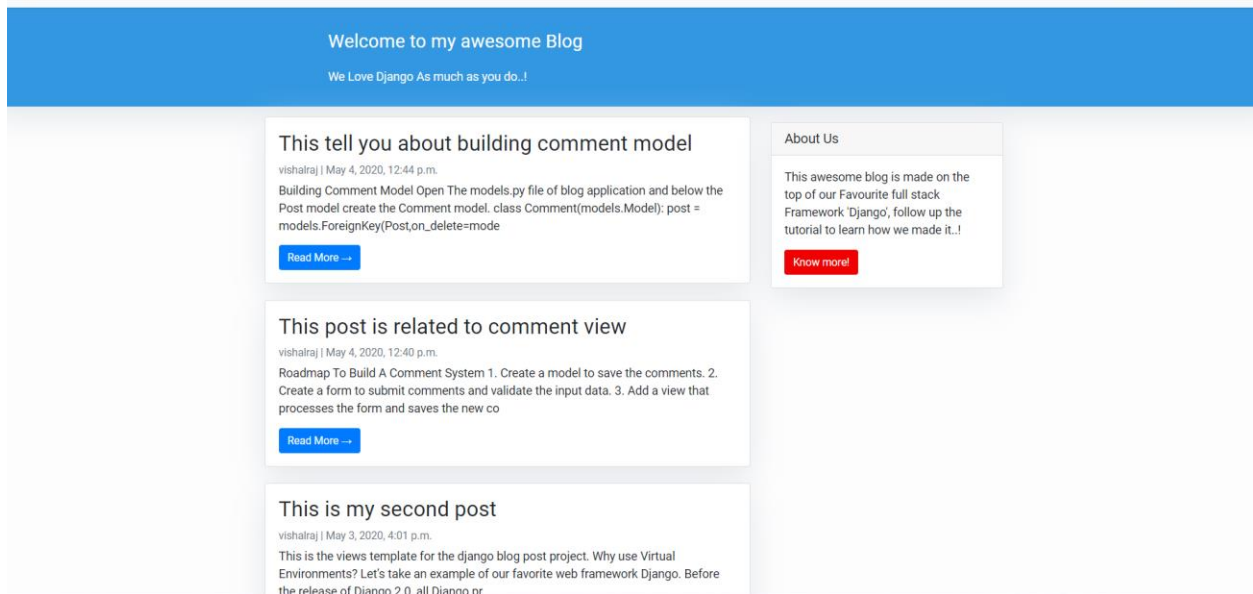 Welcome to my awesome Blog
We Love Django As much as you do..!
This tell you about building comment model
vishalraj | May 4, 2020, 12:44 p.m.
Building Comment Model Open The models.py file of blog application and below the
Post model create the Comment model. class Comment(models.Model): post =
models.ForeignKey(Post,on_delete=mode
Read More →
This post is related to comment view
vishalraj | May 4, 2020, 12:40 p.m.
Roadmap To Build A Comment System 1. Create a model to save the comments. 2.
Create a form to submit comments and validate the input data. 3. Add a view that
processes the form and saves the new co
Read More →
This is my second post
vishalraj | May 3, 2020, 4:01 p.m.
This is the views template for the django blog post project. Why use Virtual
Environments? Let's take an example of our favorite web framework Django. Before
the release of Django 2.0, all Django pr
About Us
This awesome blog is made on the
top of our Favourite full stack
Framework 'Django', follow up the
tutorial to learn how we made it..!
Know more!